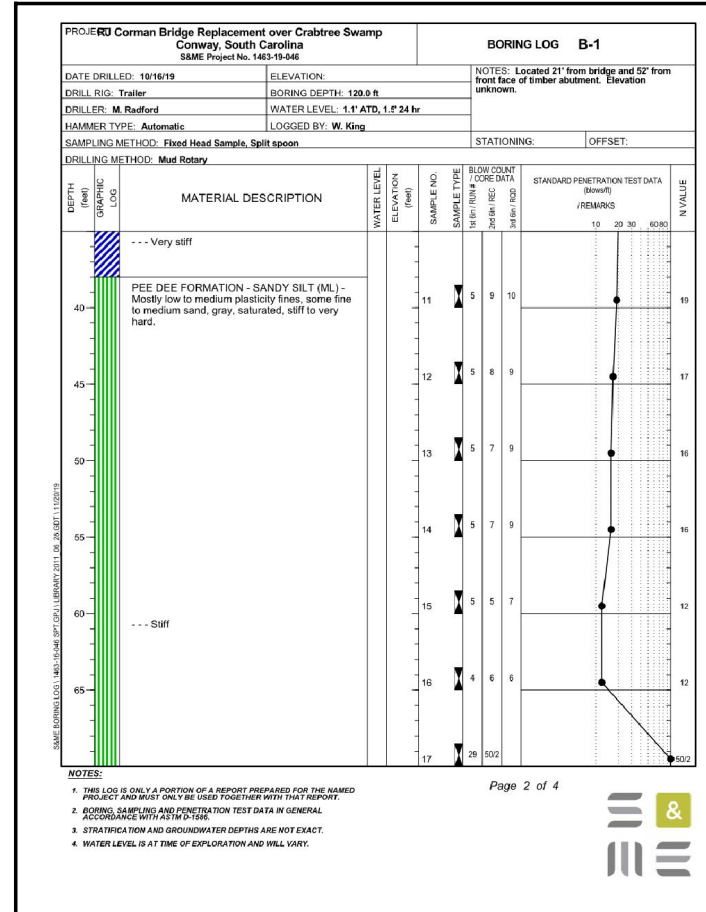 PROJECT: RJ Corman Bridge Replacement over Crabtree Swamp
Conway, South Carolina
S&ME Project No. 1463-19-046
BORING LOG B-1
DATE DRILLED: 10/16/19
ELEVATION:
NOTES: Located 21' from bridge and 52' from
front face of timber abutment. Elevation
unknown.
DRILL RIG: Trailer
BORING DEPTH: 120.0 ft
DRILLER: M. Radford
WATER LEVEL: 1.1' ATD, 1.5' 24 hr
HAMMER TYPE: Automatic
LOGGED BY: W. King
SAMPLING METHOD: Fixed Head Sample, Split spoon
STATIONING:
OFFSET:
DRILLING METHOD: Mud Rotary
DEPTH
(feet)
GRAPHIC
LOG
MATERIAL DESCRIPTION
WATER LEVEL
ELEVATION
(feet)
SAMPLE NO.
SAMPLE TYPE
BLOW COUNT
/ CORE DATA
1st 6in / RUN #
2nd 6in / REC
3rd 6in / RQD
STANDARD PENETRATION TEST DATA
(blows/ft)
/ REMARKS
10 20 30 60 80
N VALUE
- - - Very stiff
PEE DEE FORMATION - SANDY SILT (ML) -
Mostly low to medium plasticity fines, some fine
to medium sand, gray, saturated, stiff to very
hard.
40
11 5 9 10 19
12 5 8 9 17
45
13 5 7 9 16
50
14 5 7 9 16
55
15 5 5 7 12
60
- - - Stiff
16 4 6 6 12
65
17 29 50/2 50/2
S&ME BORING LOG \ 1463-19-046 SPT.GPJ \ LIBRARY 2011_06_28.GDT \ 11/20/19
NOTES:
1. THIS LOG IS ONLY A PORTION OF A REPORT PREPARED FOR THE NAMED
PROJECT AND MUST ONLY BE USED TOGETHER WITH THAT REPORT.
2. BORING, SAMPLING AND PENETRATION TEST DATA IN GENERAL
ACCORDANCE WITH ASTM D-1586.
3. STRATIFICATION AND GROUNDWATER DEPTHS ARE NOT EXACT.
4. WATER LEVEL IS AT TIME OF EXPLORATION AND WILL VARY.
Page 2 of 4
S&
ME